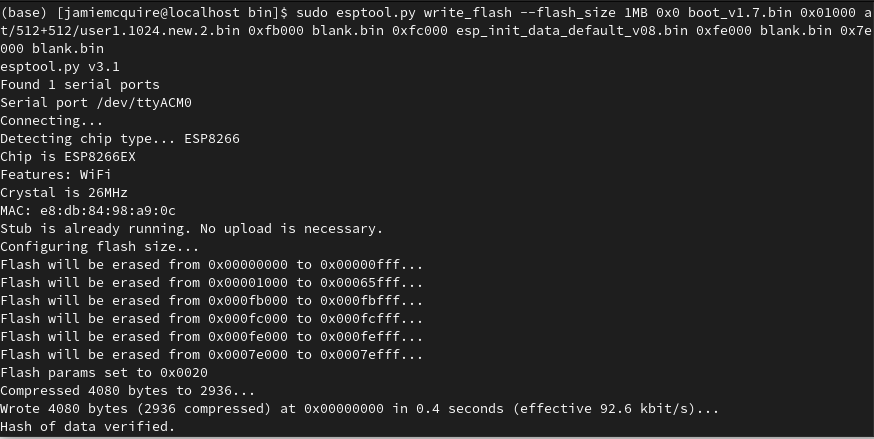 (base) [jamiemcquire@localhost bin]$ sudo esptool.py write_flash --flash_size 1MB 0x0 boot_v1.7.bin 0x01000 a
t/512+512/user1.1024.new.2.bin 0xfb000 blank.bin 0xfc000 esp_init_data_default_v08.bin 0xfe000 blank.bin 0x7e
000 blank.bin
esptool.py v3.1
Found 1 serial ports
Serial port /dev/ttyACM0
Connecting...
Detecting chip type... ESP8266
Chip is ESP8266EX
Features: WiFi
Crystal is 26MHz
MAC: e8:db:84:98:a9:0c
Stub is already running. No upload is necessary.
Configuring flash size...
Flash will be erased from 0x00000000 to 0x00000fff...
Flash will be erased from 0x00001000 to 0x00065fff...
Flash will be erased from 0x000fb000 to 0x000fbfff...
Flash will be erased from 0x000fc000 to 0x000fcfff...
Flash will be erased from 0x000fe000 to 0x000fefff...
Flash will be erased from 0x0007e000 to 0x0007efff...
Flash params set to 0x0020
Compressed 4080 bytes to 2936...
Wrote 4080 bytes (2936 compressed) at 0x00000000 in 0.4 seconds (effective 92.6 kbit/s)...
Hash of data verified.